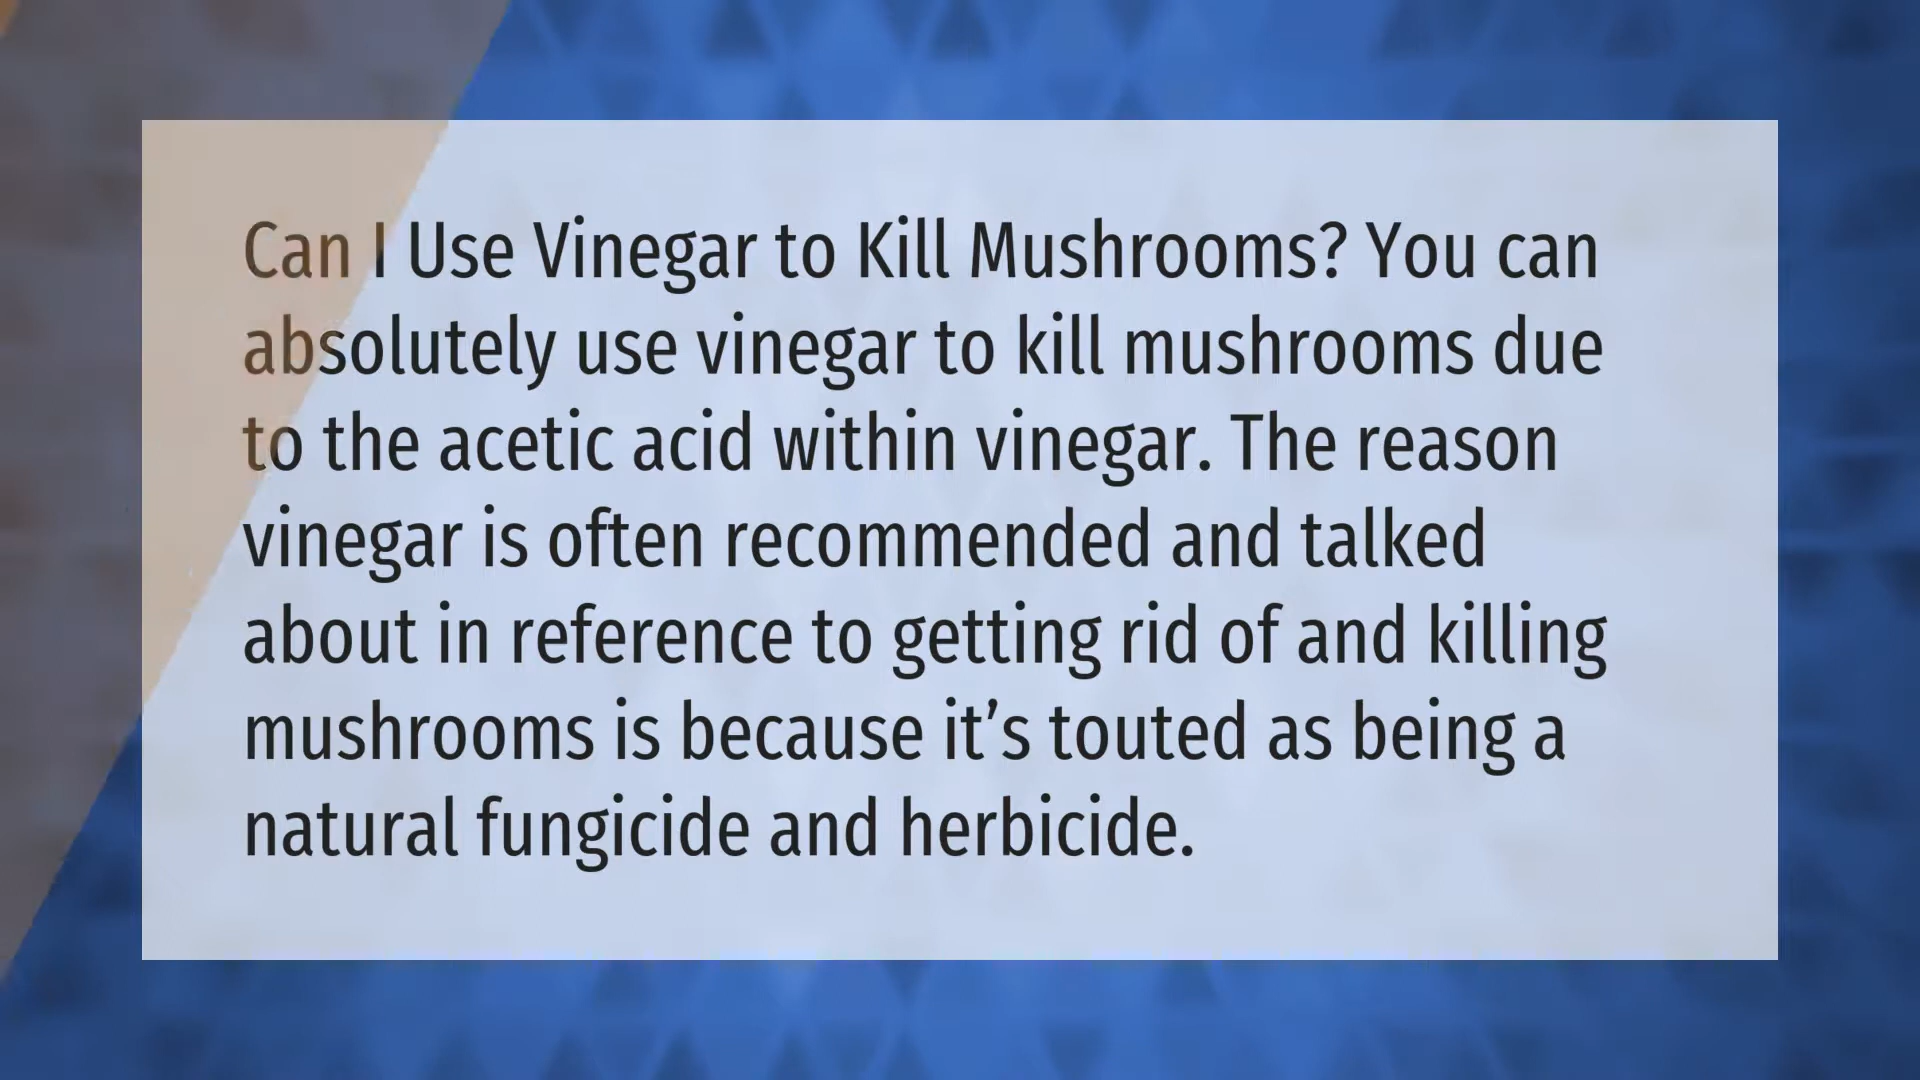 Can I Use Vinegar to Kill Mushrooms? You can
absolutely use vinegar to kill mushrooms due
to the acetic acid within vinegar. The reason
vinegar is often recommended and talked
about in reference to getting rid of and killing
mushrooms is because it’s touted as being a
natural fungicide and herbicide.